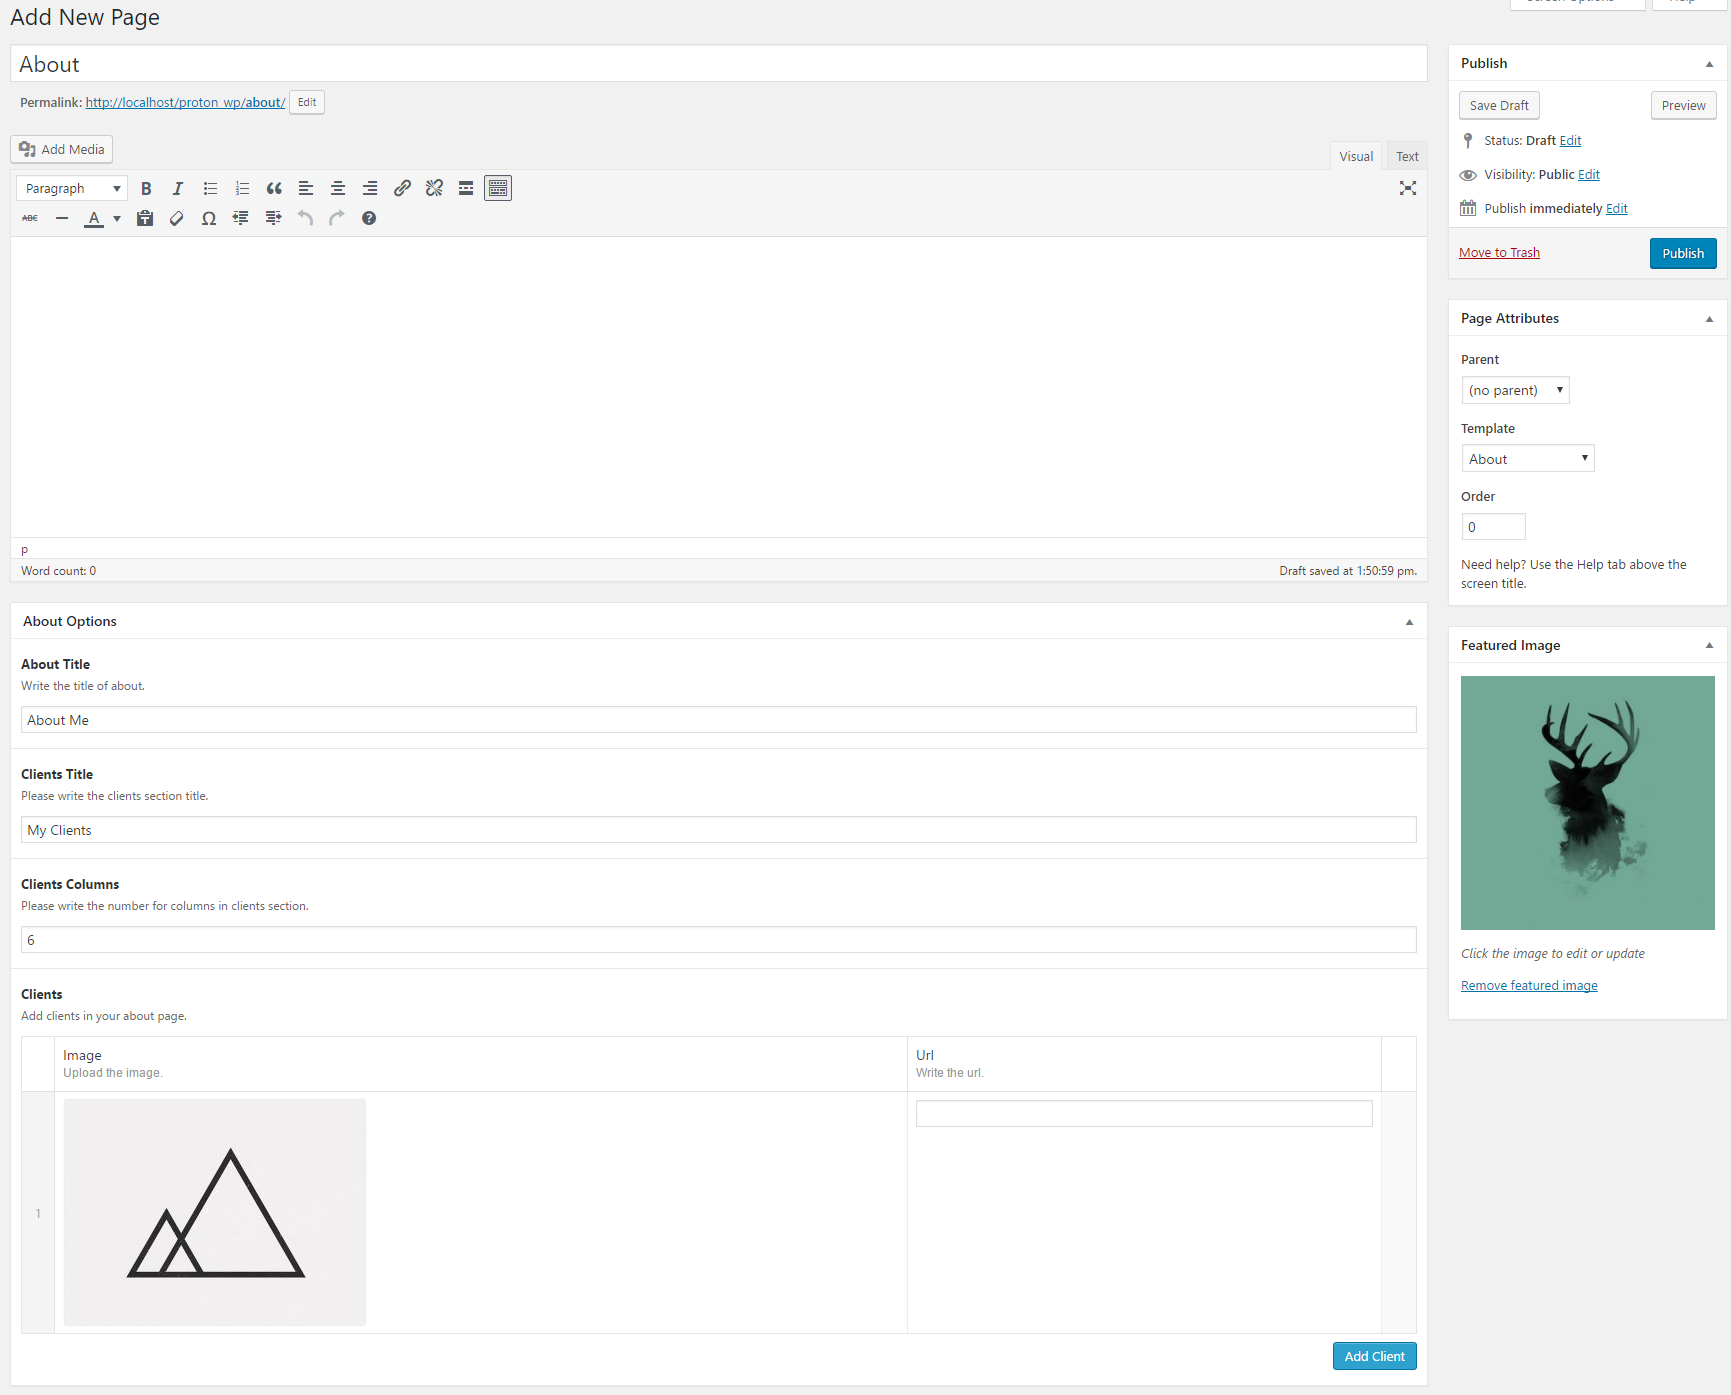 Add New Page
About
Permalink: http://localhost/proton_wp/about/ Edit
Add Media
Visual Text
Paragraph B I
ABC A Ω
p
Word count: 0 Draft saved at 1:50:59 pm.
About Options
About Title
Write the title of about.
About Me
Clients Title
Please write the clients section title.
My Clients
Clients Columns
Please write the number for columns in clients section.
6
Clients
Add clients in your about page.
Image Url
Upload the image. Write the url.
1
Add Client
Publish
Save Draft Preview
Status: Draft Edit
Visibility: Public Edit
Publish immediately Edit
Move to Trash Publish
Page Attributes
Parent
(no parent)
Template
About
Order
0
Need help? Use the Help tab above the
screen title.
Featured Image
Click the image to edit or update
Remove featured image